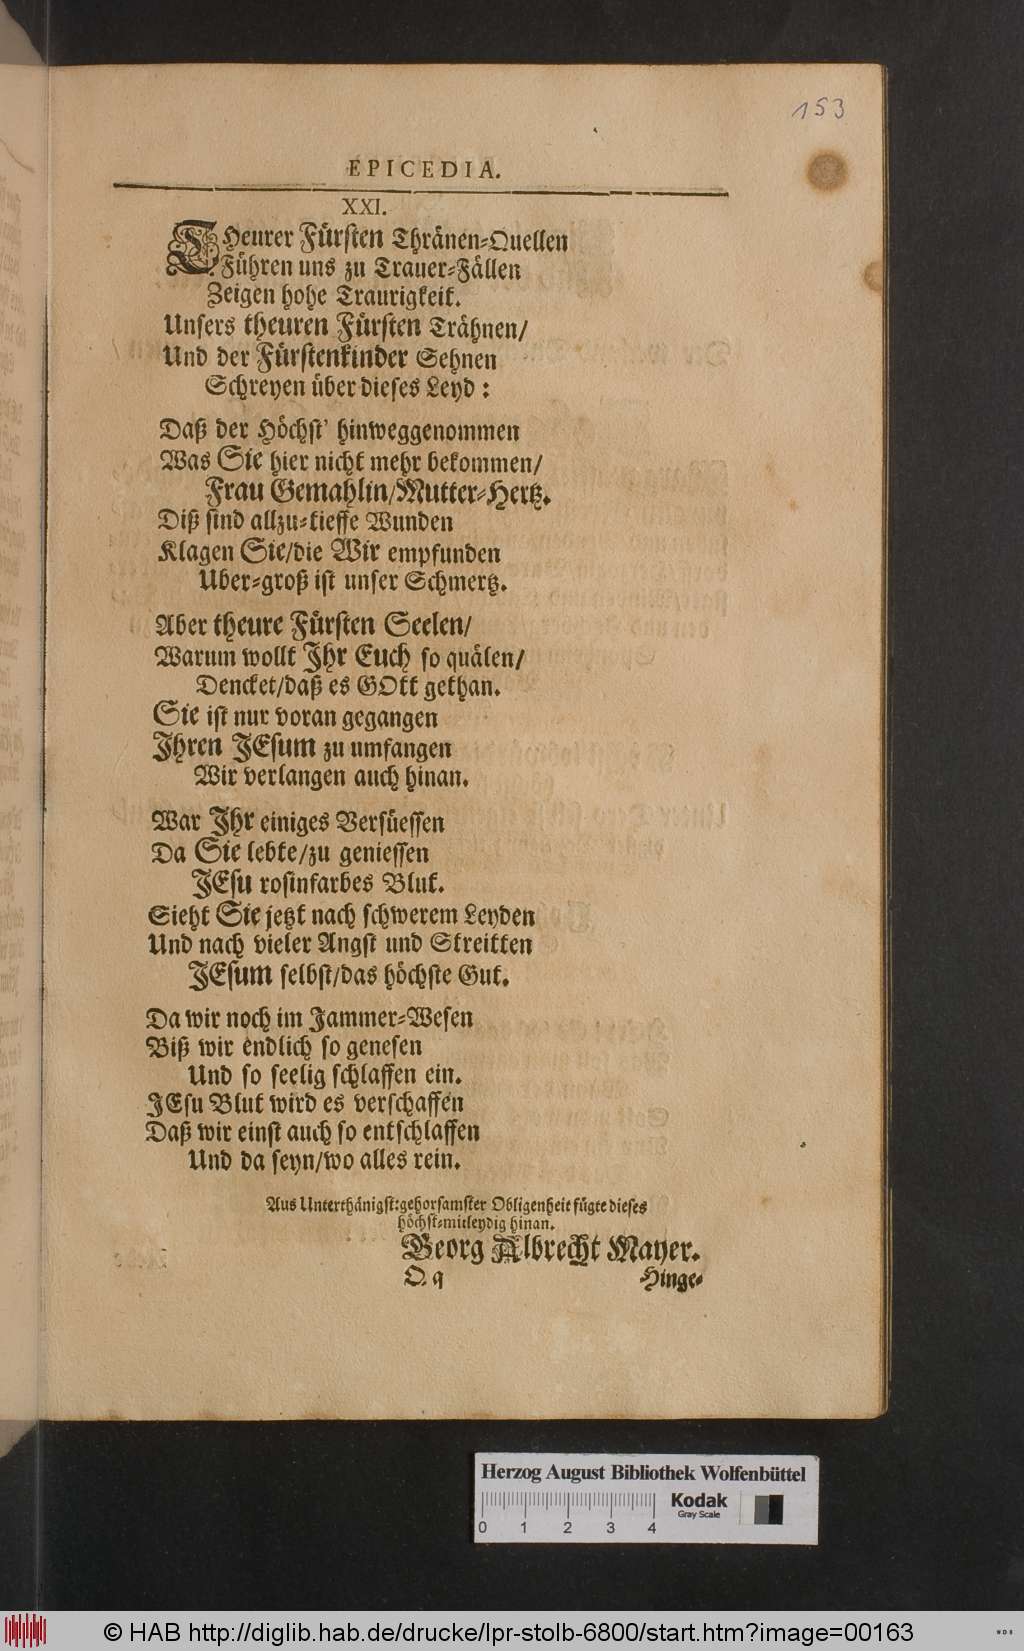 153
EPICEDIA.
XXI.
THeurer Fürsten Thränen-Quellen
Führen uns zu Trauer-Fällen
Zeigen hohe Traurigkeit.
Unsers theuren Fürsten Trähnen/
Und der Fürstenkinder Sehnen
Schreyen über dieses Leyd:
Daß der Höchst' hinweggenommen
Was Sie hier nicht mehr bekommen/
Frau Gemahlin/Mutter-Hertz.
Diß sind allzu-tieffe Wunden
Klagen Sie/die Wir empfunden
Uber-groß ist unser Schmertz.
Aber theure Fürsten Seelen/
Warum wollt Ihr Euch so quälen/
Dencket/daß es GOtt gethan.
Sie ist nur voran gegangen
Ihren JEsum zu umfangen
Wir verlangen auch hinan.
War Ihr einiges Versüessen
Da Sie lebte/zu geniessen
JEsu rosinfarbes Blut.
Sieht Sie jetzt nach schwerem Leyden
Und nach vieler Angst und Streitten
JEsum selbst/das höchste Gut.
Da wir noch im Jammer-Wesen
Biß wir endlich so genesen
Und so seelig schlaffen ein.
JEsu Blut wird es verschaffen
Daß wir einst auch so entschlaffen
Und da seyn/wo alles rein.
Aus Unterthänigst:gehorsamster Obligenheit fügte dieses
höchst-mitleydig hinan.
Georg Albrecht Mayer.
O. q Hinge-
Herzog August Bibliothek Wolfenbüttel
0 1 2 3 4 Kodak
Gray Scale
© HAB http://diglib.hab.de/drucke/lpr-stolb-6800/start.htm?image=00163